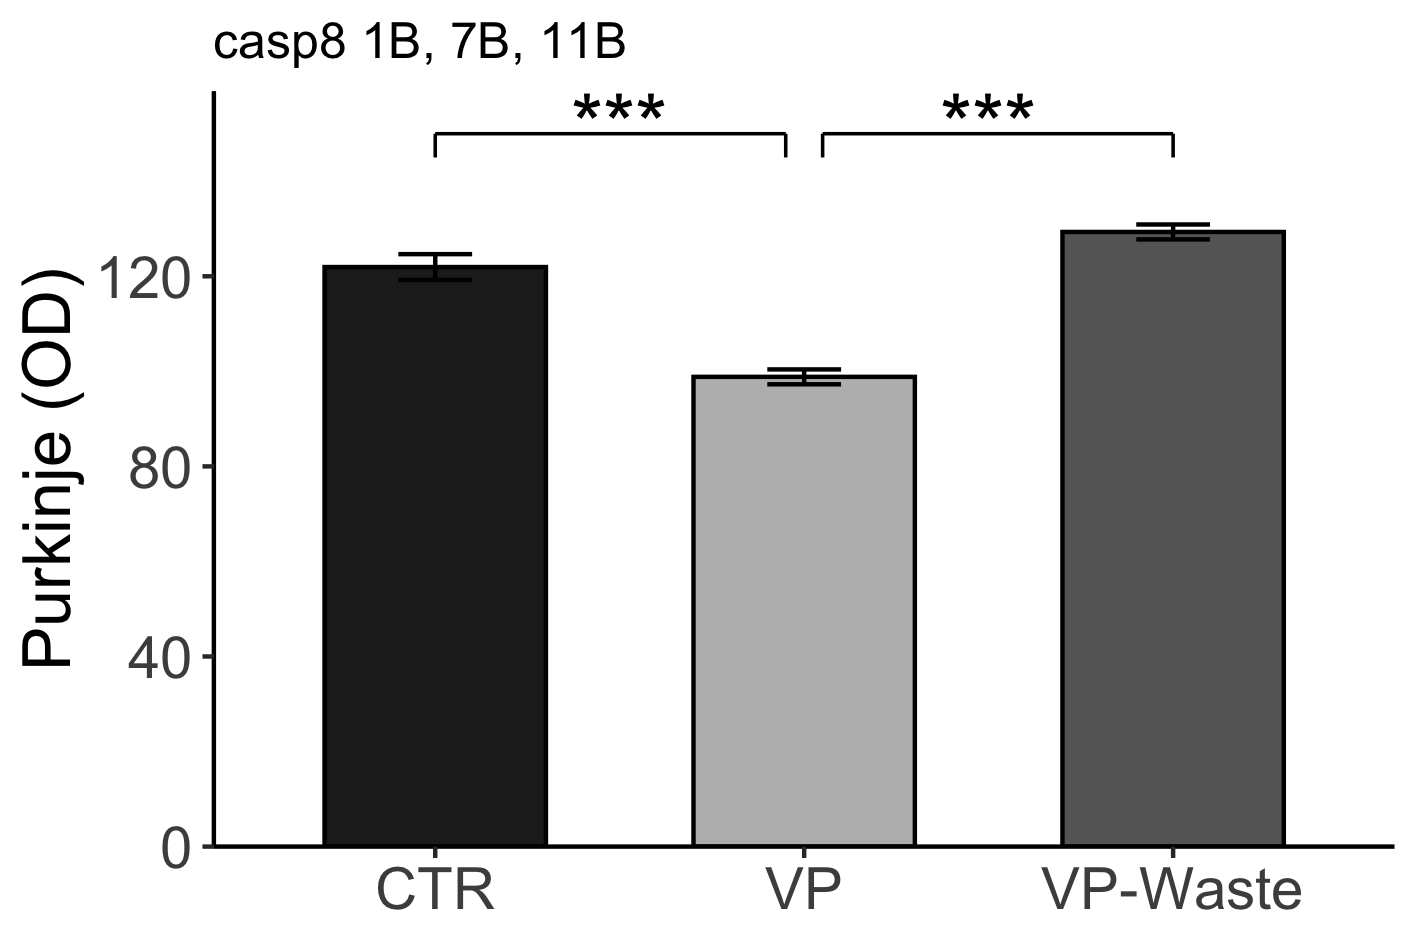 casp8 1B, 7B, 11B
***
***
Purkinje (OD)
120
80
40
0
CTR
VP
VP-Waste